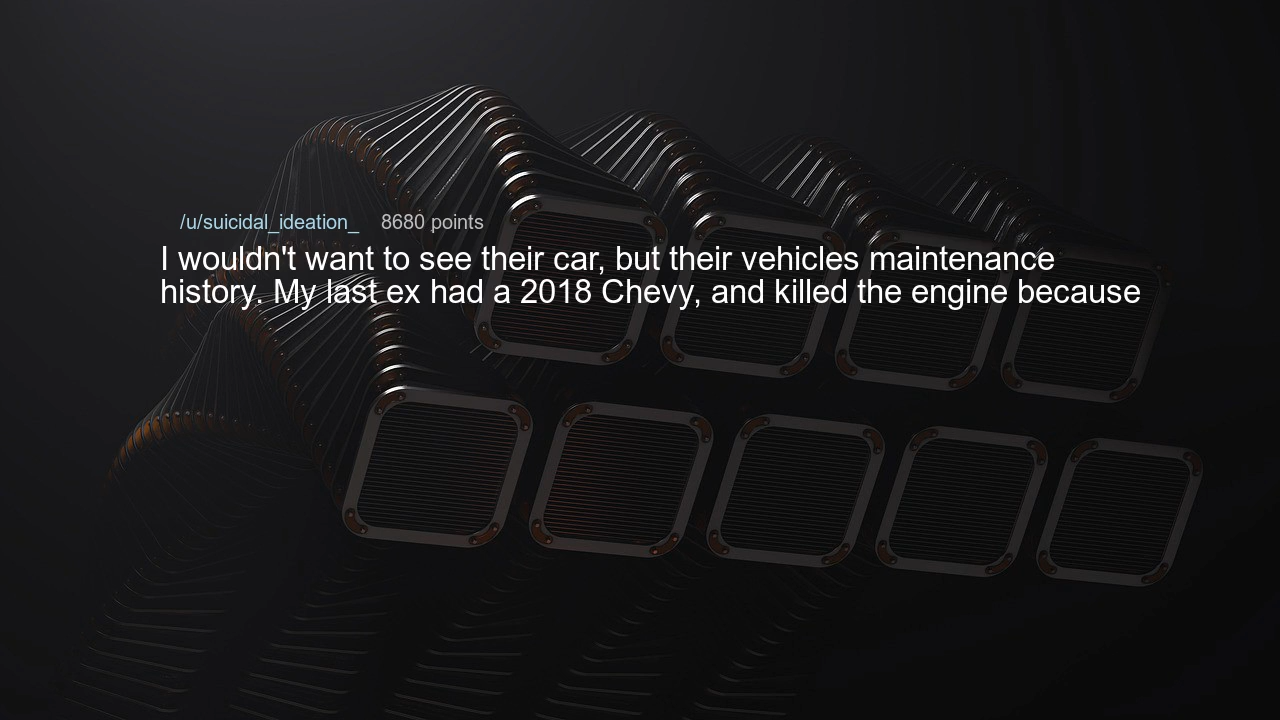 /u/suicidal_ideation_ 8680 points
I wouldn't want to see their car, but their vehicles maintenance
history. My last ex had a 2018 Chevy, and killed the engine because